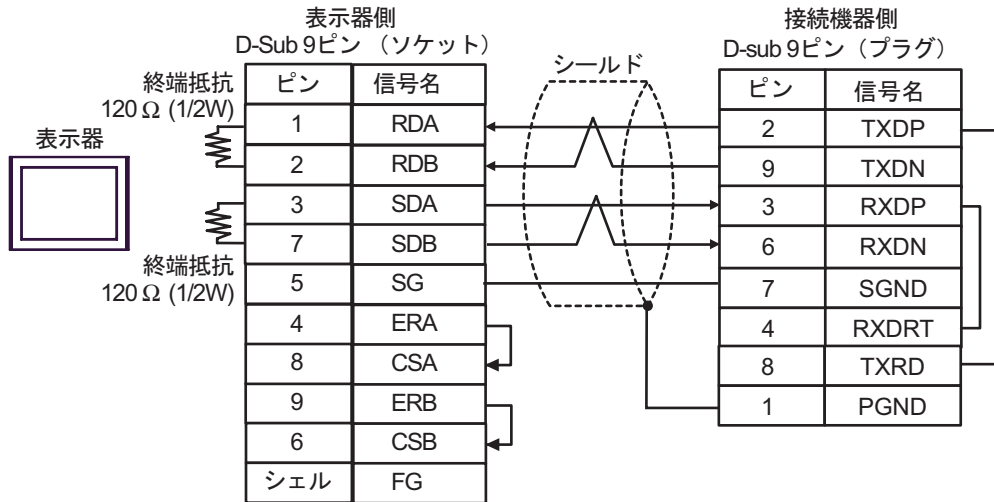 表示器側
D-Sub 9ピン （ソケット）
接続機器側
D-sub 9ピン（プラグ）
シールド
終端抵抗
120 Ω (1/2W)
表示器
終端抵抗
120 Ω (1/2W)
ピン 信号名
1 RDA
2 RDB
3 SDA
7 SDB
5 SG
4 ERA
8 CSA
9 ERB
6 CSB
シェル FG
ピン 信号名
2 TXDP
9 TXDN
3 RXDP
6 RXDN
7 SGND
4 RXDRT
8 TXRD
1 PGND